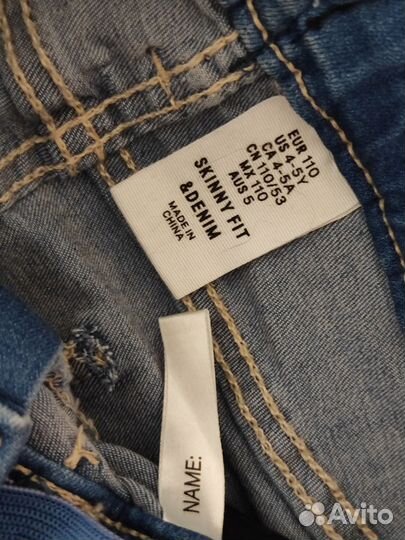 EUR 110
US 4-5Y
CA 4-5A
CN 110/53
MX 110
AUS 5
SKINNY FIT
&DENIM
MADE IN
CHINA
NAME:
Avito